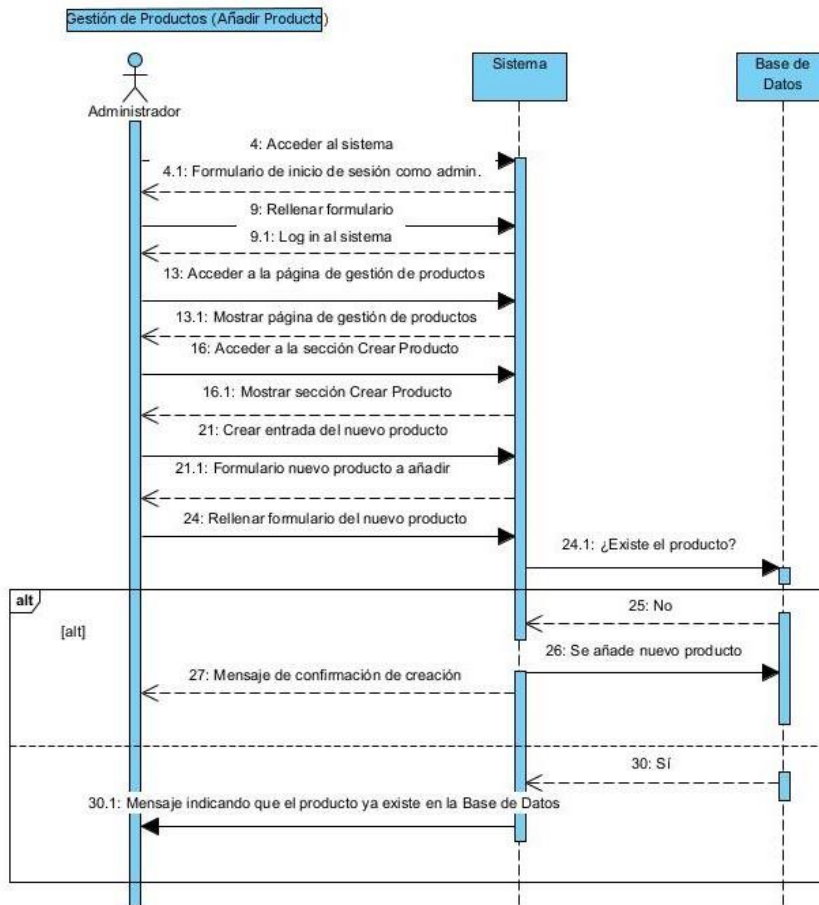 Gestión de Productos (Añadir Producto)
Sistema
Base de
Datos
Administrador
4: Acceder al sistema
4.1: Formulario de inicio de sesión como admin.
9: Rellenar formulario
9.1: Log in al sistema
13: Acceder a la página de gestión de productos
13.1: Mostrar página de gestión de productos
16: Acceder a la sección Crear Producto
16.1: Mostrar sección Crear Producto
21: Crear entrada del nuevo producto
21.1: Formulario nuevo producto a añadir
24: Rellenar formulario del nuevo producto
24.1: ¿Existe el producto?
alt
25: No
[alt]
26: Se añade nuevo producto
27: Mensaje de confirmación de creación
30: Sí
30.1: Mensaje indicando que el producto ya existe en la Base de Datos